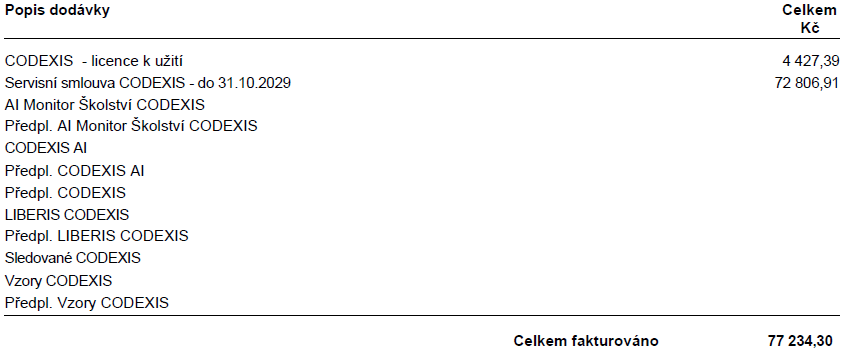 Popis dodávky Celkem
Kč
CODEXIS - licence k užití 4 427,39
Servisní smlouva CODEXIS - do 31.10.2029 72 806,91
AI Monitor Školství CODEXIS
Předpl. AI Monitor Školství CODEXIS
CODEXIS AI
Předpl. CODEXIS AI
Předpl. CODEXIS
LIBERIS CODEXIS
Předpl. LIBERIS CODEXIS
Sledované CODEXIS
Vzory CODEXIS
Předpl. Vzory CODEXIS
Celkem fakturováno 77 234,30